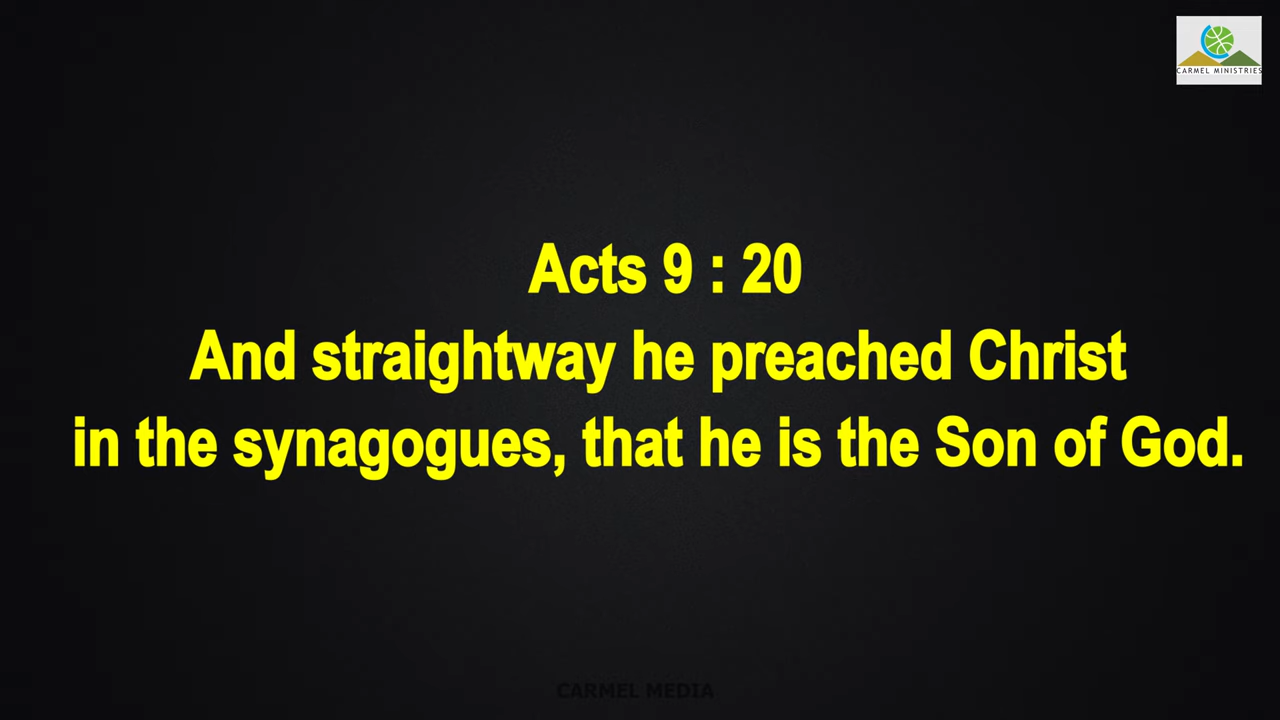 CARMEL MINISTRIES
Acts 9 : 20
And straightway he preached Christ
in the synagogues, that he is the Son of God.
CARMEL MEDIA